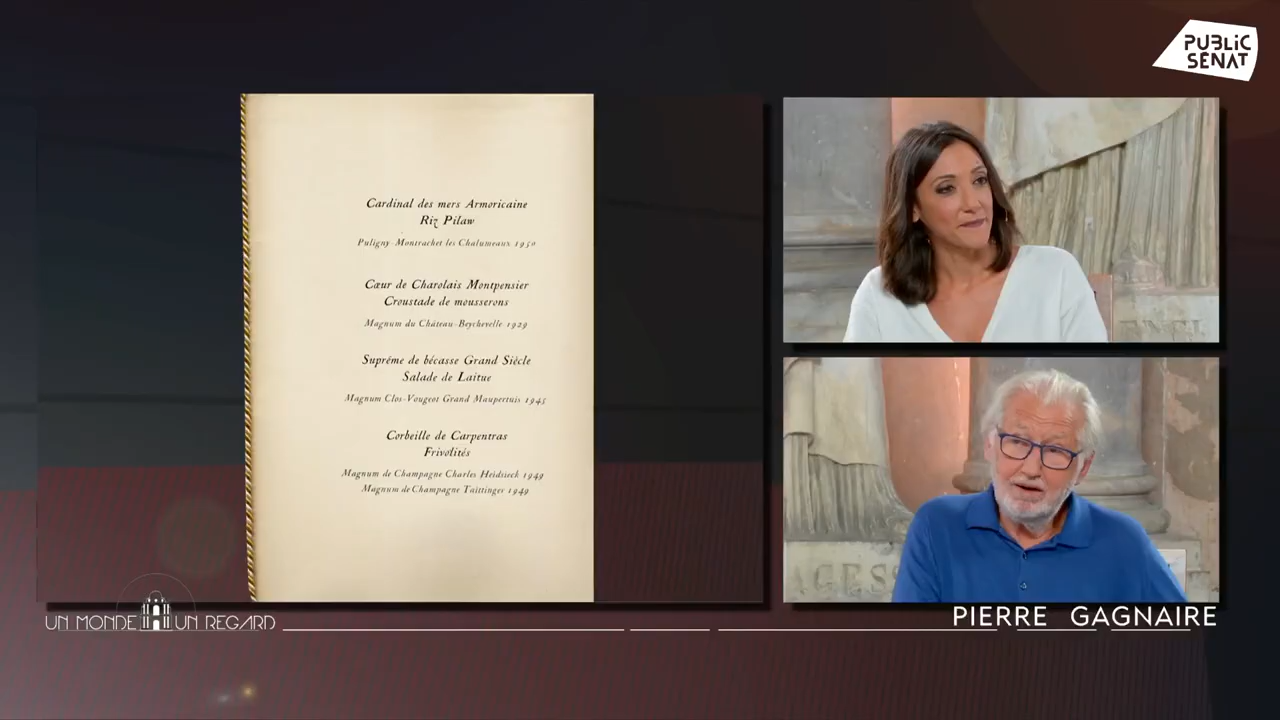 PUBLIC
SÉNAT
Cardinal des mers Armoricaine
Riz Pilaw
Puligny-Montrachet les Chalumeaux 1950
Cœur de Charolais Montpensier
Croustade de mousserons
Magnum du Château-Beychevelle 1929
Suprême de bécasse Grand Siècle
Salade de Laitue
Magnum Clos-Vougeot Grand Maupertuis 1945
Corbeille de Carpentras
Frivolités
Magnum de Champagne Charles Heidsieck 1949
Magnum de Champagne Taittinger 1949
UN MONDE UN REGARD
PIERRE GAGNAIRE